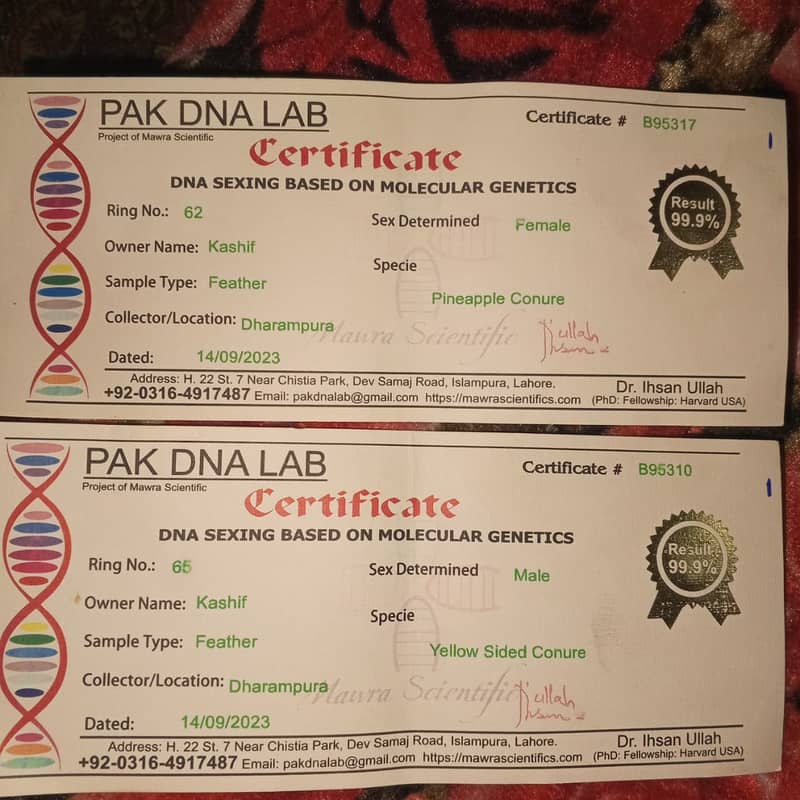 PAK DNA LAB
Project of Mawra Scientific
Certificate # B95317
1
Certificate
DNA SEXING BASED ON MOLECULAR GENETICS
Ring No.: 62
Sex Determined Female
Result
99.9%
Owner Name: Kashif
Specie
Sample Type: Feather
Pineapple Conure
Collector/Location: Dharampura
Mawra Scientific
Dated: 14/09/2023
Address: H. 22 St. 7 Near Chistia Park, Dev Samaj Road, Islampura, Lahore.
Dr. Ihsan Ullah
+92-0316-4917487 Email: pakdnalab@gmail.com https://mawrascientifics.com (PhD: Fellowship: Harvard USA)
PAK DNA LAB
Project of Mawra Scientific
Certificate # B95310
1
Certificate
DNA SEXING BASED ON MOLECULAR GENETICS
Ring No.: 65
Sex Determined Male
Result
99.9%
Owner Name: Kashif
Specie
Sample Type: Feather
Yellow Sided Conure
Collector/Location: Dharampura
Mawra Scientific
Dated: 14/09/2023
Address: H. 22 St. 7 Near Chistia Park, Dev Samaj Road, Islampura, Lahore.
Dr. Ihsan Ullah
+92-0316-4917487 Email: pakdnalab@gmail.com https://mawrascientifics.com (PhD: Fellowship: Harvard USA)